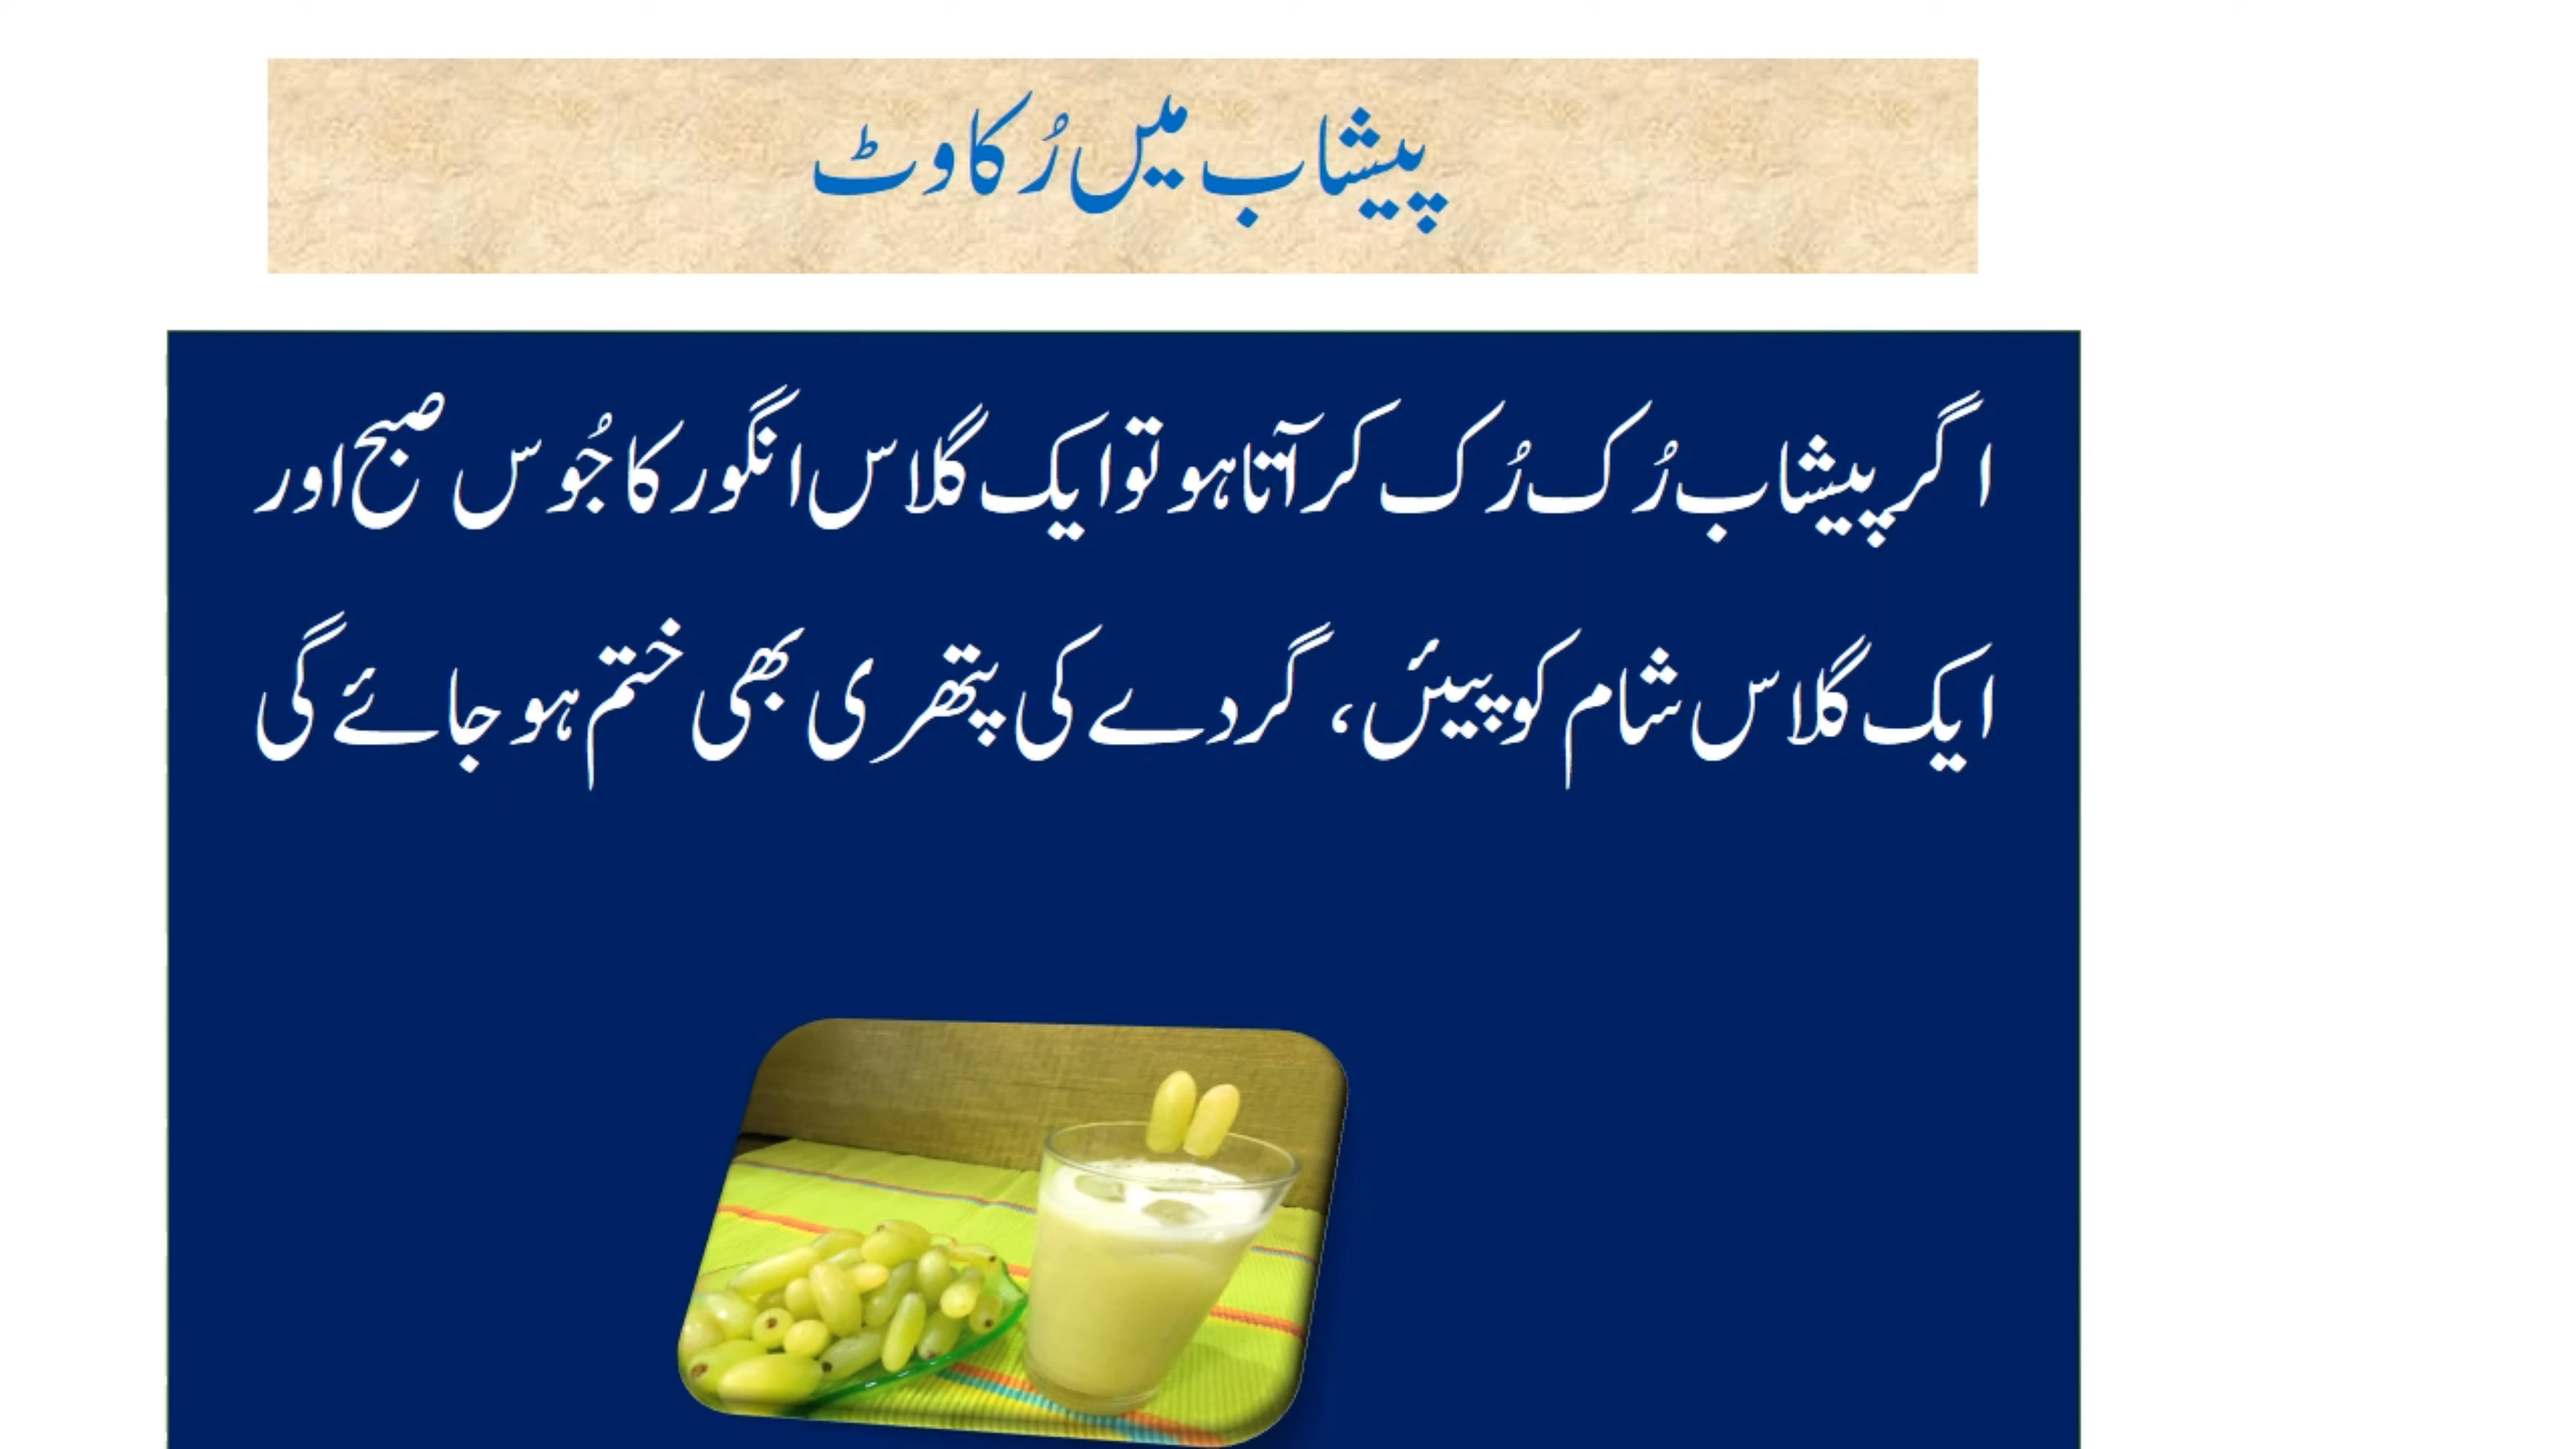 پیشاب میں رُکاوٹ
اگر پیشاب رُک رُک کر آتا ہو تو ایک گلاس انگور کا جُوس صبح اور
ایک گلاس شام کو پیئں، گردے کی پتھری بھی ختم ہو جائے گی